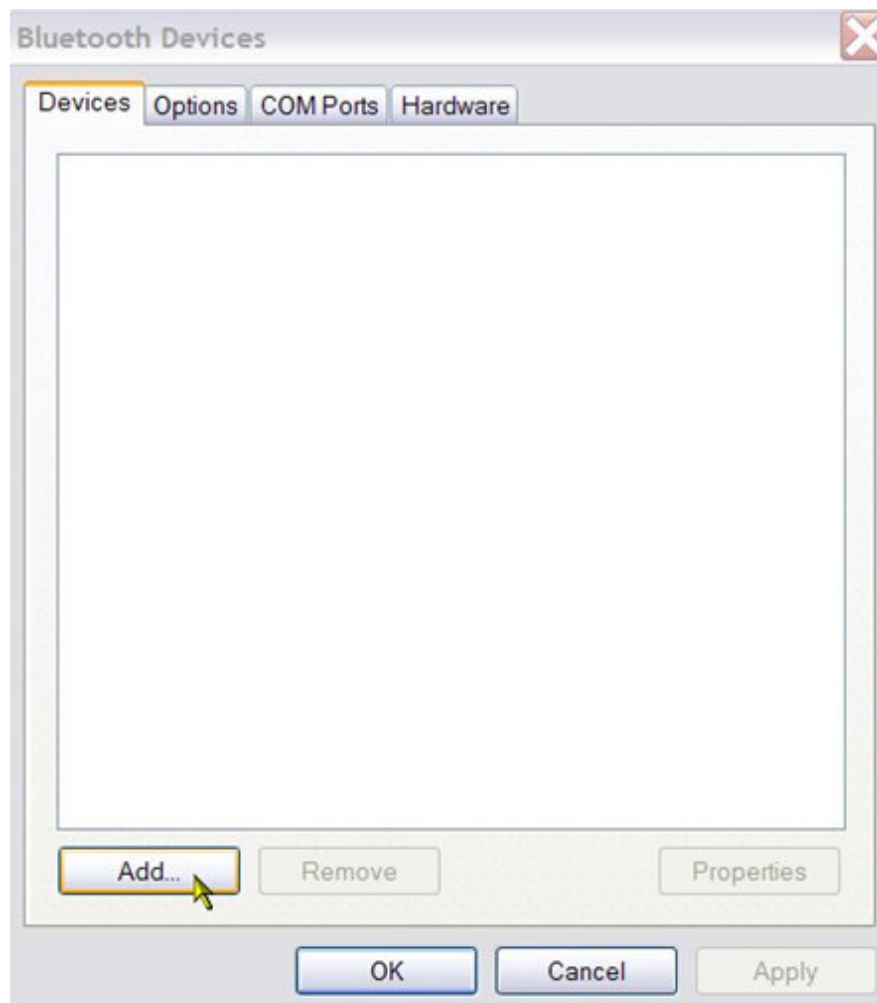 Bluetooth Devices
Devices Options COM Ports Hardware
Add... Remove Properties
OK Cancel Apply